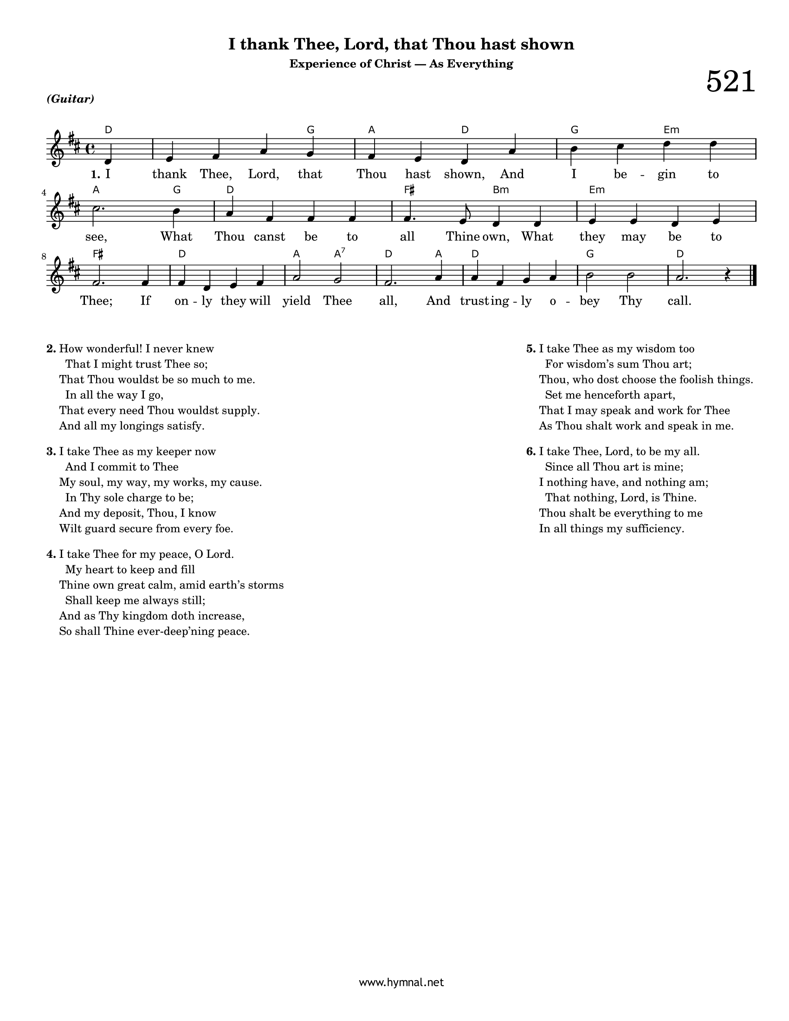 I thank Thee, Lord, that Thou hast shown
Experience of Christ — As Everything
521
(Guitar)
D G A D G Em
1. I thank Thee, Lord, that Thou hast shown, And I be - gin to
4 A G D F♯ Bm Em
see, What Thou canst be to all Thine own, What they may be to
8 F♯ D A A7 D A D G D
Thee; If on - ly they will yield Thee all, And trust ing - ly o - bey Thy call.
2. How wonderful! I never knew
That I might trust Thee so;
That Thou wouldst be so much to me.
In all the way I go,
That every need Thou wouldst supply.
And all my longings satisfy.
3. I take Thee as my keeper now
And I commit to Thee
My soul, my way, my works, my cause.
In Thy sole charge to be;
And my deposit, Thou, I know
Wilt guard secure from every foe.
4. I take Thee for my peace, O Lord.
My heart to keep and fill
Thine own great calm, amid earth's storms
Shall keep me always still;
And as Thy kingdom doth increase,
So shall Thine ever-deep'ning peace.
5. I take Thee as my wisdom too
For wisdom's sum Thou art;
Thou, who dost choose the foolish things.
Set me henceforth apart,
That I may speak and work for Thee
As Thou shalt work and speak in me.
6. I take Thee, Lord, to be my all.
Since all Thou art is mine;
I nothing have, and nothing am;
That nothing, Lord, is Thine.
Thou shalt be everything to me
In all things my sufficiency.
www.hymnal.net